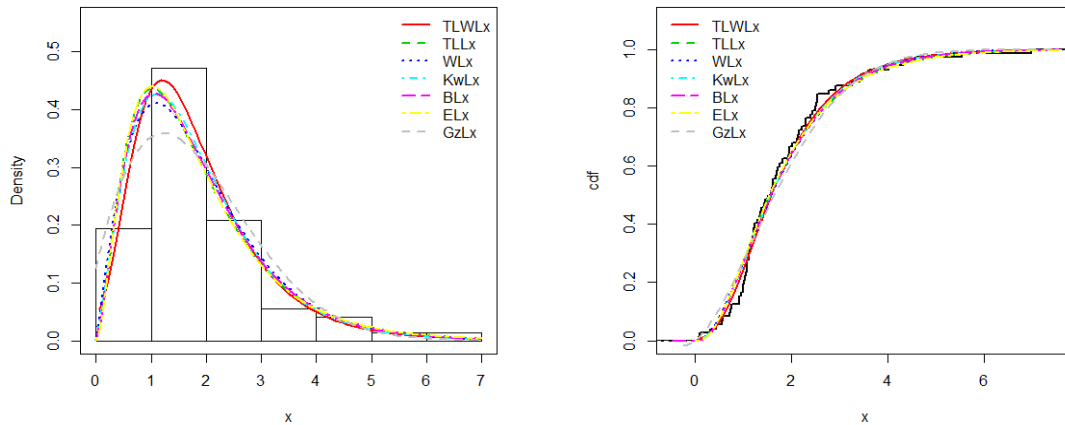 TLWLx
TLLx
WLx
KwLx
BLx
ELx
GzLx
Density
0.0 0.1 0.2 0.3 0.4 0.5
0 1 2 3 4 5 6 7
x
TLWLx
TLLx
WLx
KwLx
BLx
ELx
GzLx
cdf
0.0 0.2 0.4 0.6 0.8 1.0
0 2 4 6
x